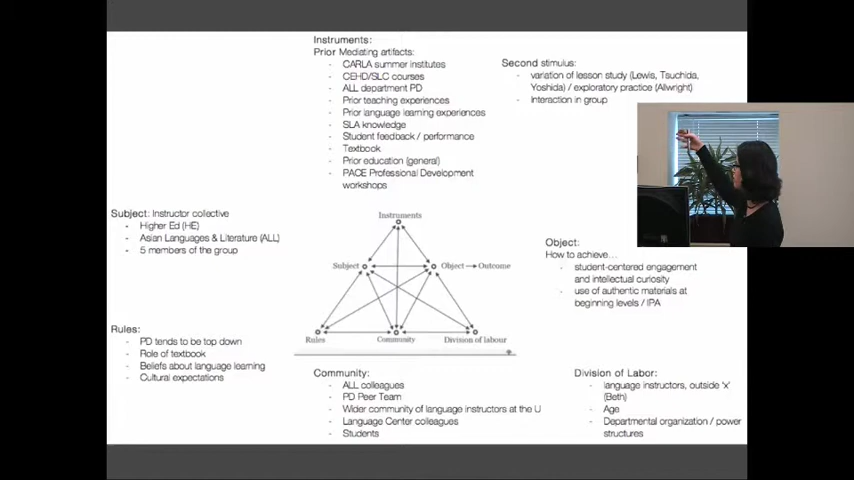 Instruments:
Prior Mediating artifacts:
- CARLA summer institutes
- CEHD/SLC courses
- ALL department PD
- Prior teaching experiences
- Prior language learning experiences
- SLA knowledge
- Student feedback / performance
- Textbook
- Prior education (general)
- PACE Professional Development
workshops
Second stimulus:
- variation of lesson study (Lewis, Tsuchida,
Yoshida) / exploratory practice (Allwright)
- interaction in group
Subject: Instructor collective
- Higher Ed (HE)
- Asian Languages & Literature (ALL)
- 5 members of the group
Instruments
Subject
Object → Outcome
Rules
Community
Division of labour
Object:
How to achieve…
- student-centered engagement
and intellectual curiosity
- use of authentic materials at
beginning levels / IPA
Rules:
- PD tends to be top down
- Role of textbook
- Beliefs about language learning
- Cultural expectations
Community:
- ALL colleagues
- PD Peer Team
- Wider community of language instructors at the U
- Language Center colleagues
- Students
Division of Labor:
- language instructors, outside 'x'
(Beth)
- Age
- Departmental organization / power
structures